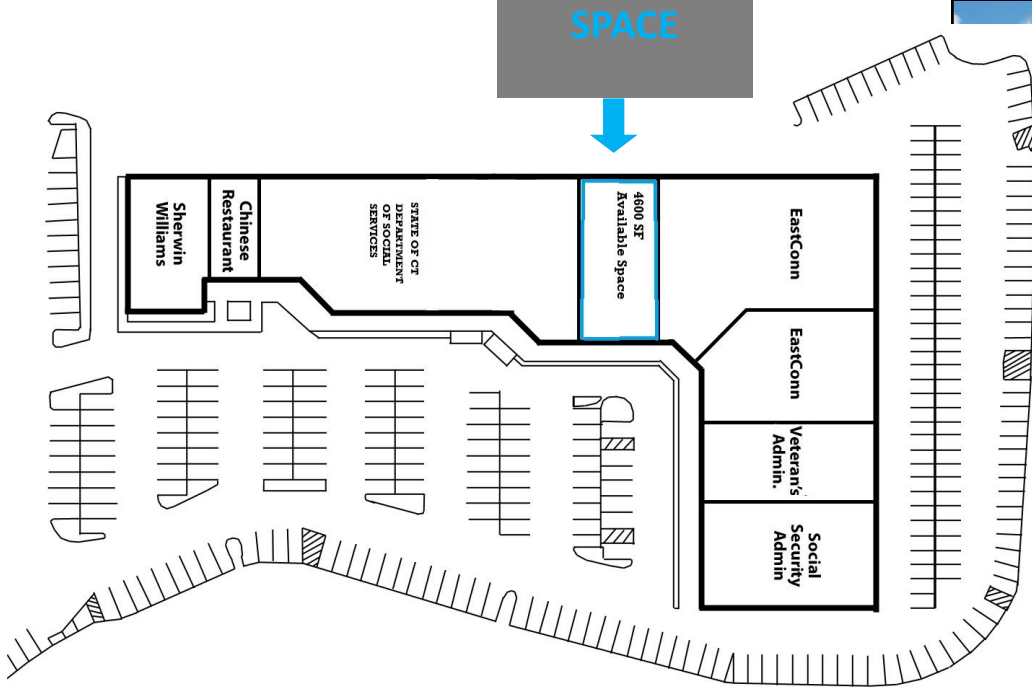 SPACE
Sherwin
Williams
Chinese
Restaurant
STATE OF CT
DEPARTMENT
OF SOCIAL
SERVICES
4600 SF
Available Space
EastConn
EastConn
Veteran's
Admin.
Social
Security
Admin